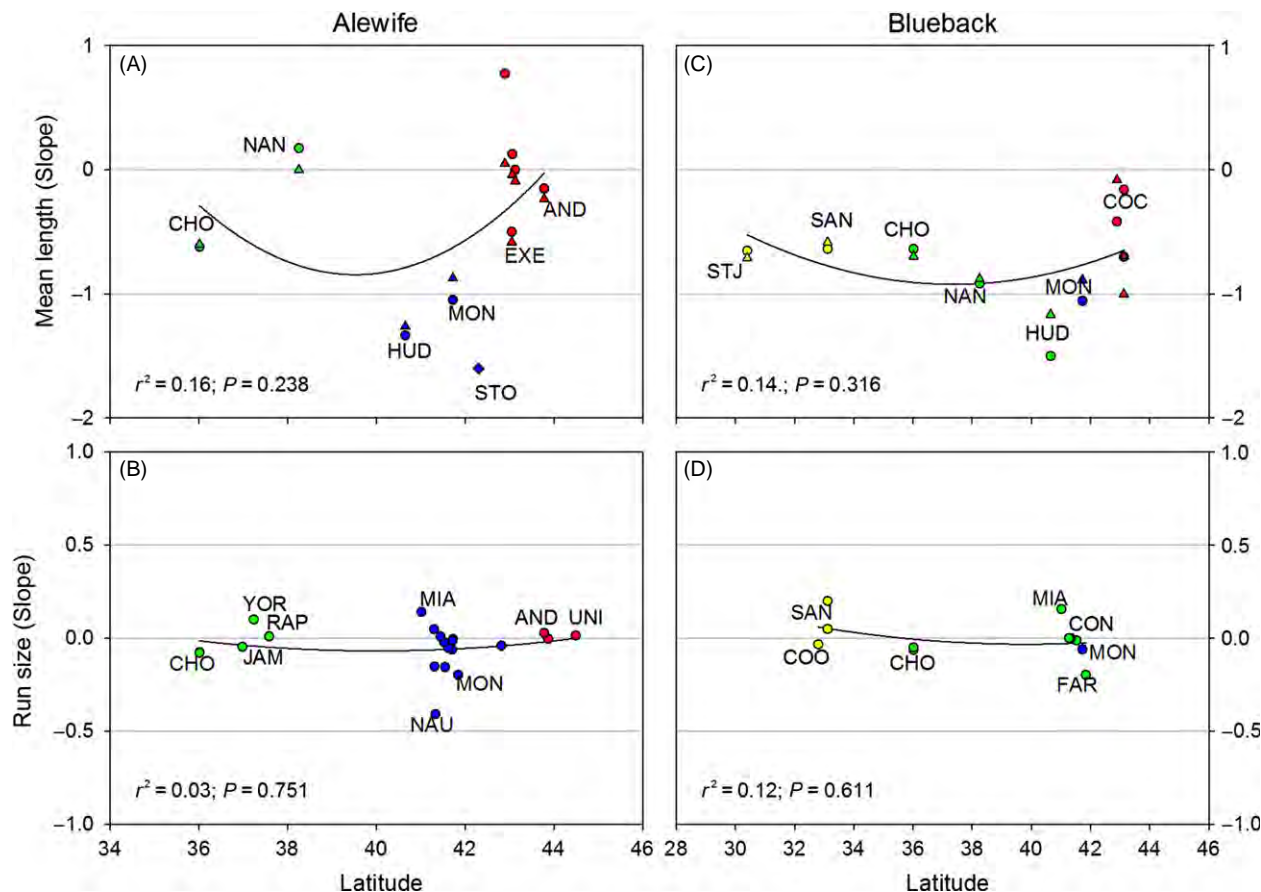 Alewife
Blueback
(A)
1
0
−1
−2
Mean length (Slope)
NAN
CHO
AND
EXE
MON
HUD
STO
r² = 0.16; P = 0.238
(C)
1
0
−1
−2
SAN
CHO
COC
STJ
NAN
MON
HUD
r² = 0.14.; P = 0.316
(B)
1.0
0.5
0.0
−0.5
−1.0
Run size (Slope)
YOR
RAP
MIA
AND UNI
CHO
JAM
MON
NAU
r² = 0.03; P = 0.751
34 36 38 40 42 44 46
Latitude
(D)
1.0
0.5
0.0
−0.5
−1.0
SAN
MIA
CON
COO
CHO
MON
FAR
r² = 0.12; P = 0.611
28 30 32 34 36 38 40 42 44 46
Latitude